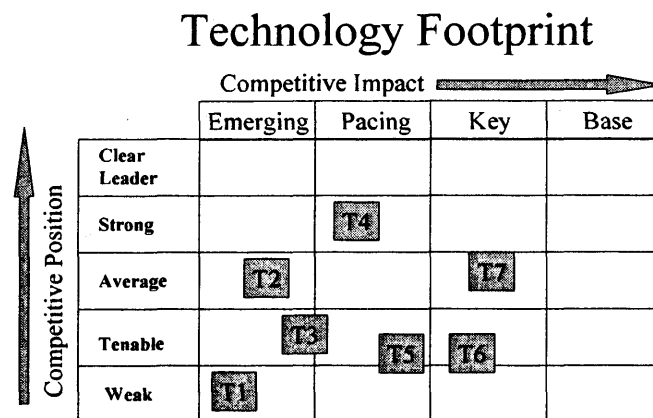 Technology Footprint
Competitive Impact
Emerging Pacing Key Base
Competitive Position
Clear
Leader
Strong
T4
Average
T2
T7
Tenable
T3
T5
T6
Weak
T1